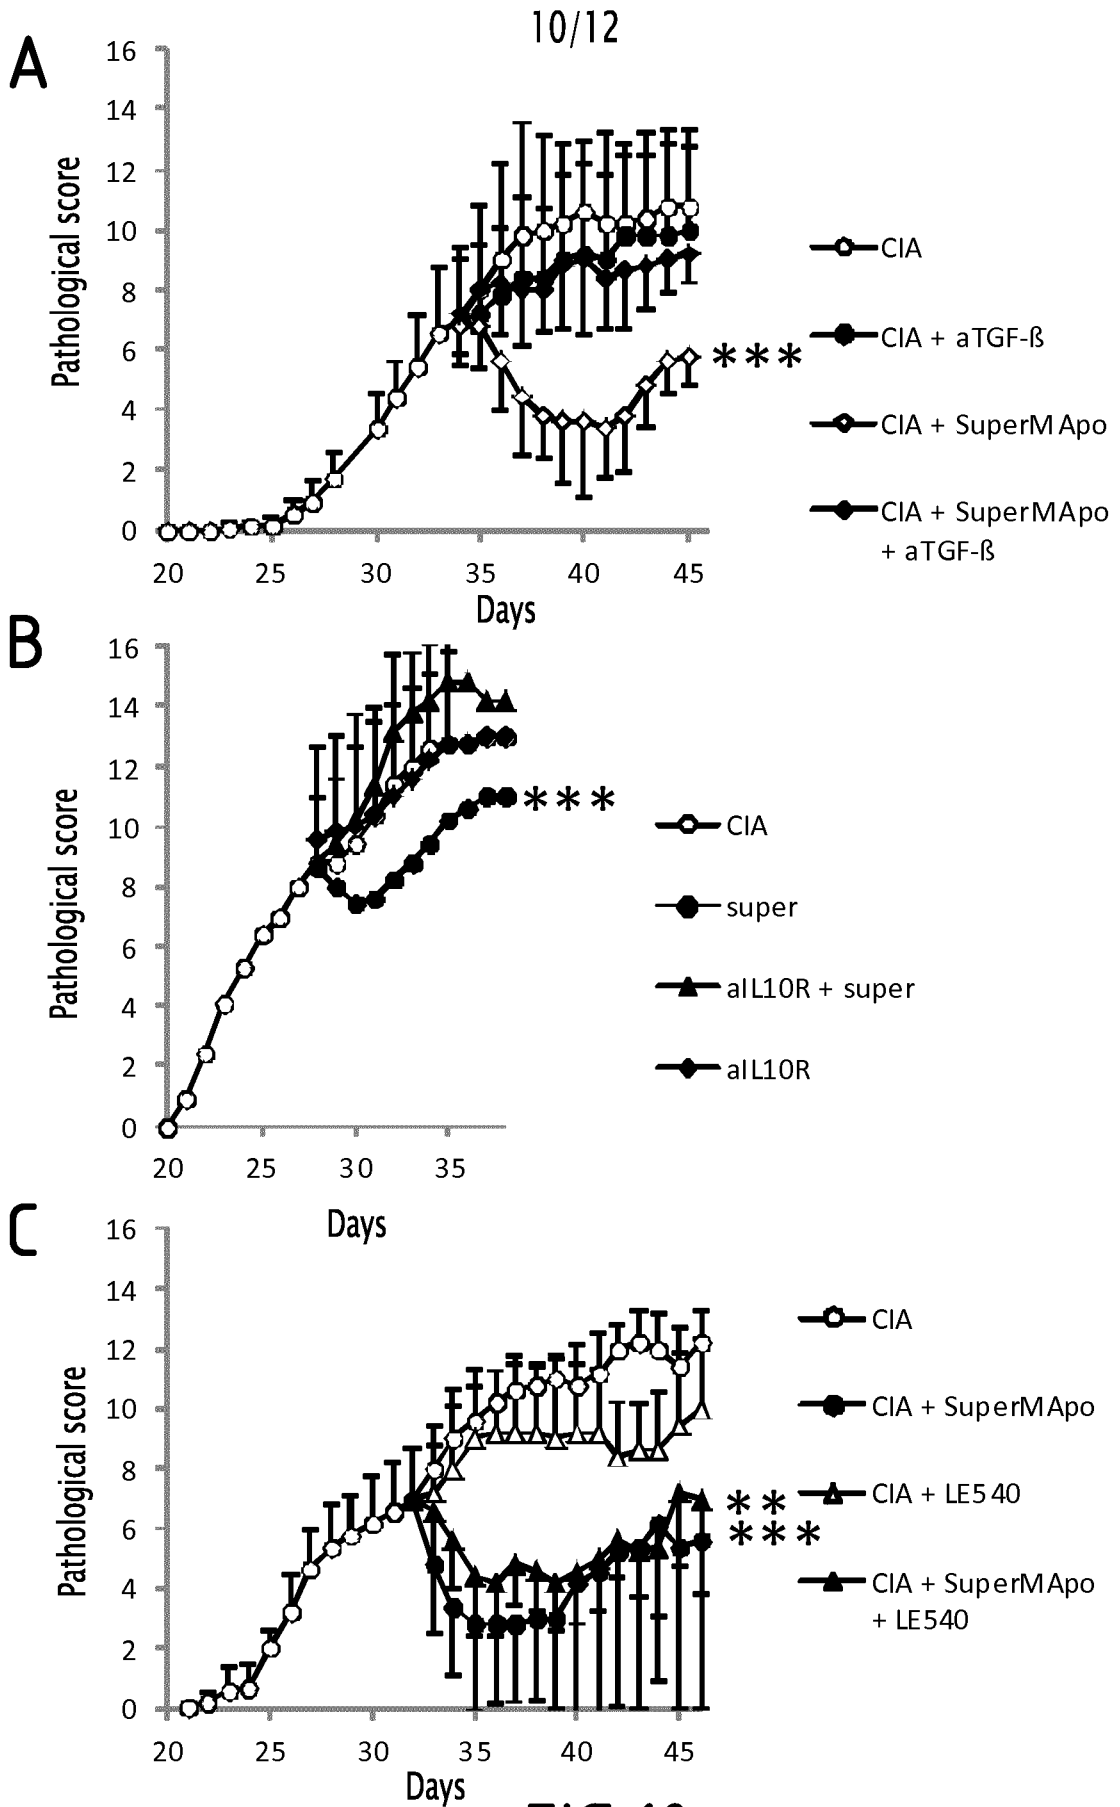 10/12
A
16
14
12
10
8
6
4
2
0
Pathological score
20 25 30 35 40 45
Days
***
CIA
CIA + aTGF-ß
CIA + SuperMApo
CIA + SuperMApo
+ aTGF-ß
B
16
14
12
10
8
6
4
2
0
Pathological score
20 25 30 35
Days
***
CIA
super
aIL10R + super
aIL10R
C
16
14
12
10
8
6
4
2
0
Pathological score
20 25 30 35 40 45
Days
**
***
CIA
CIA + SuperMApo
CIA + LE540
CIA + SuperMApo
+ LE540